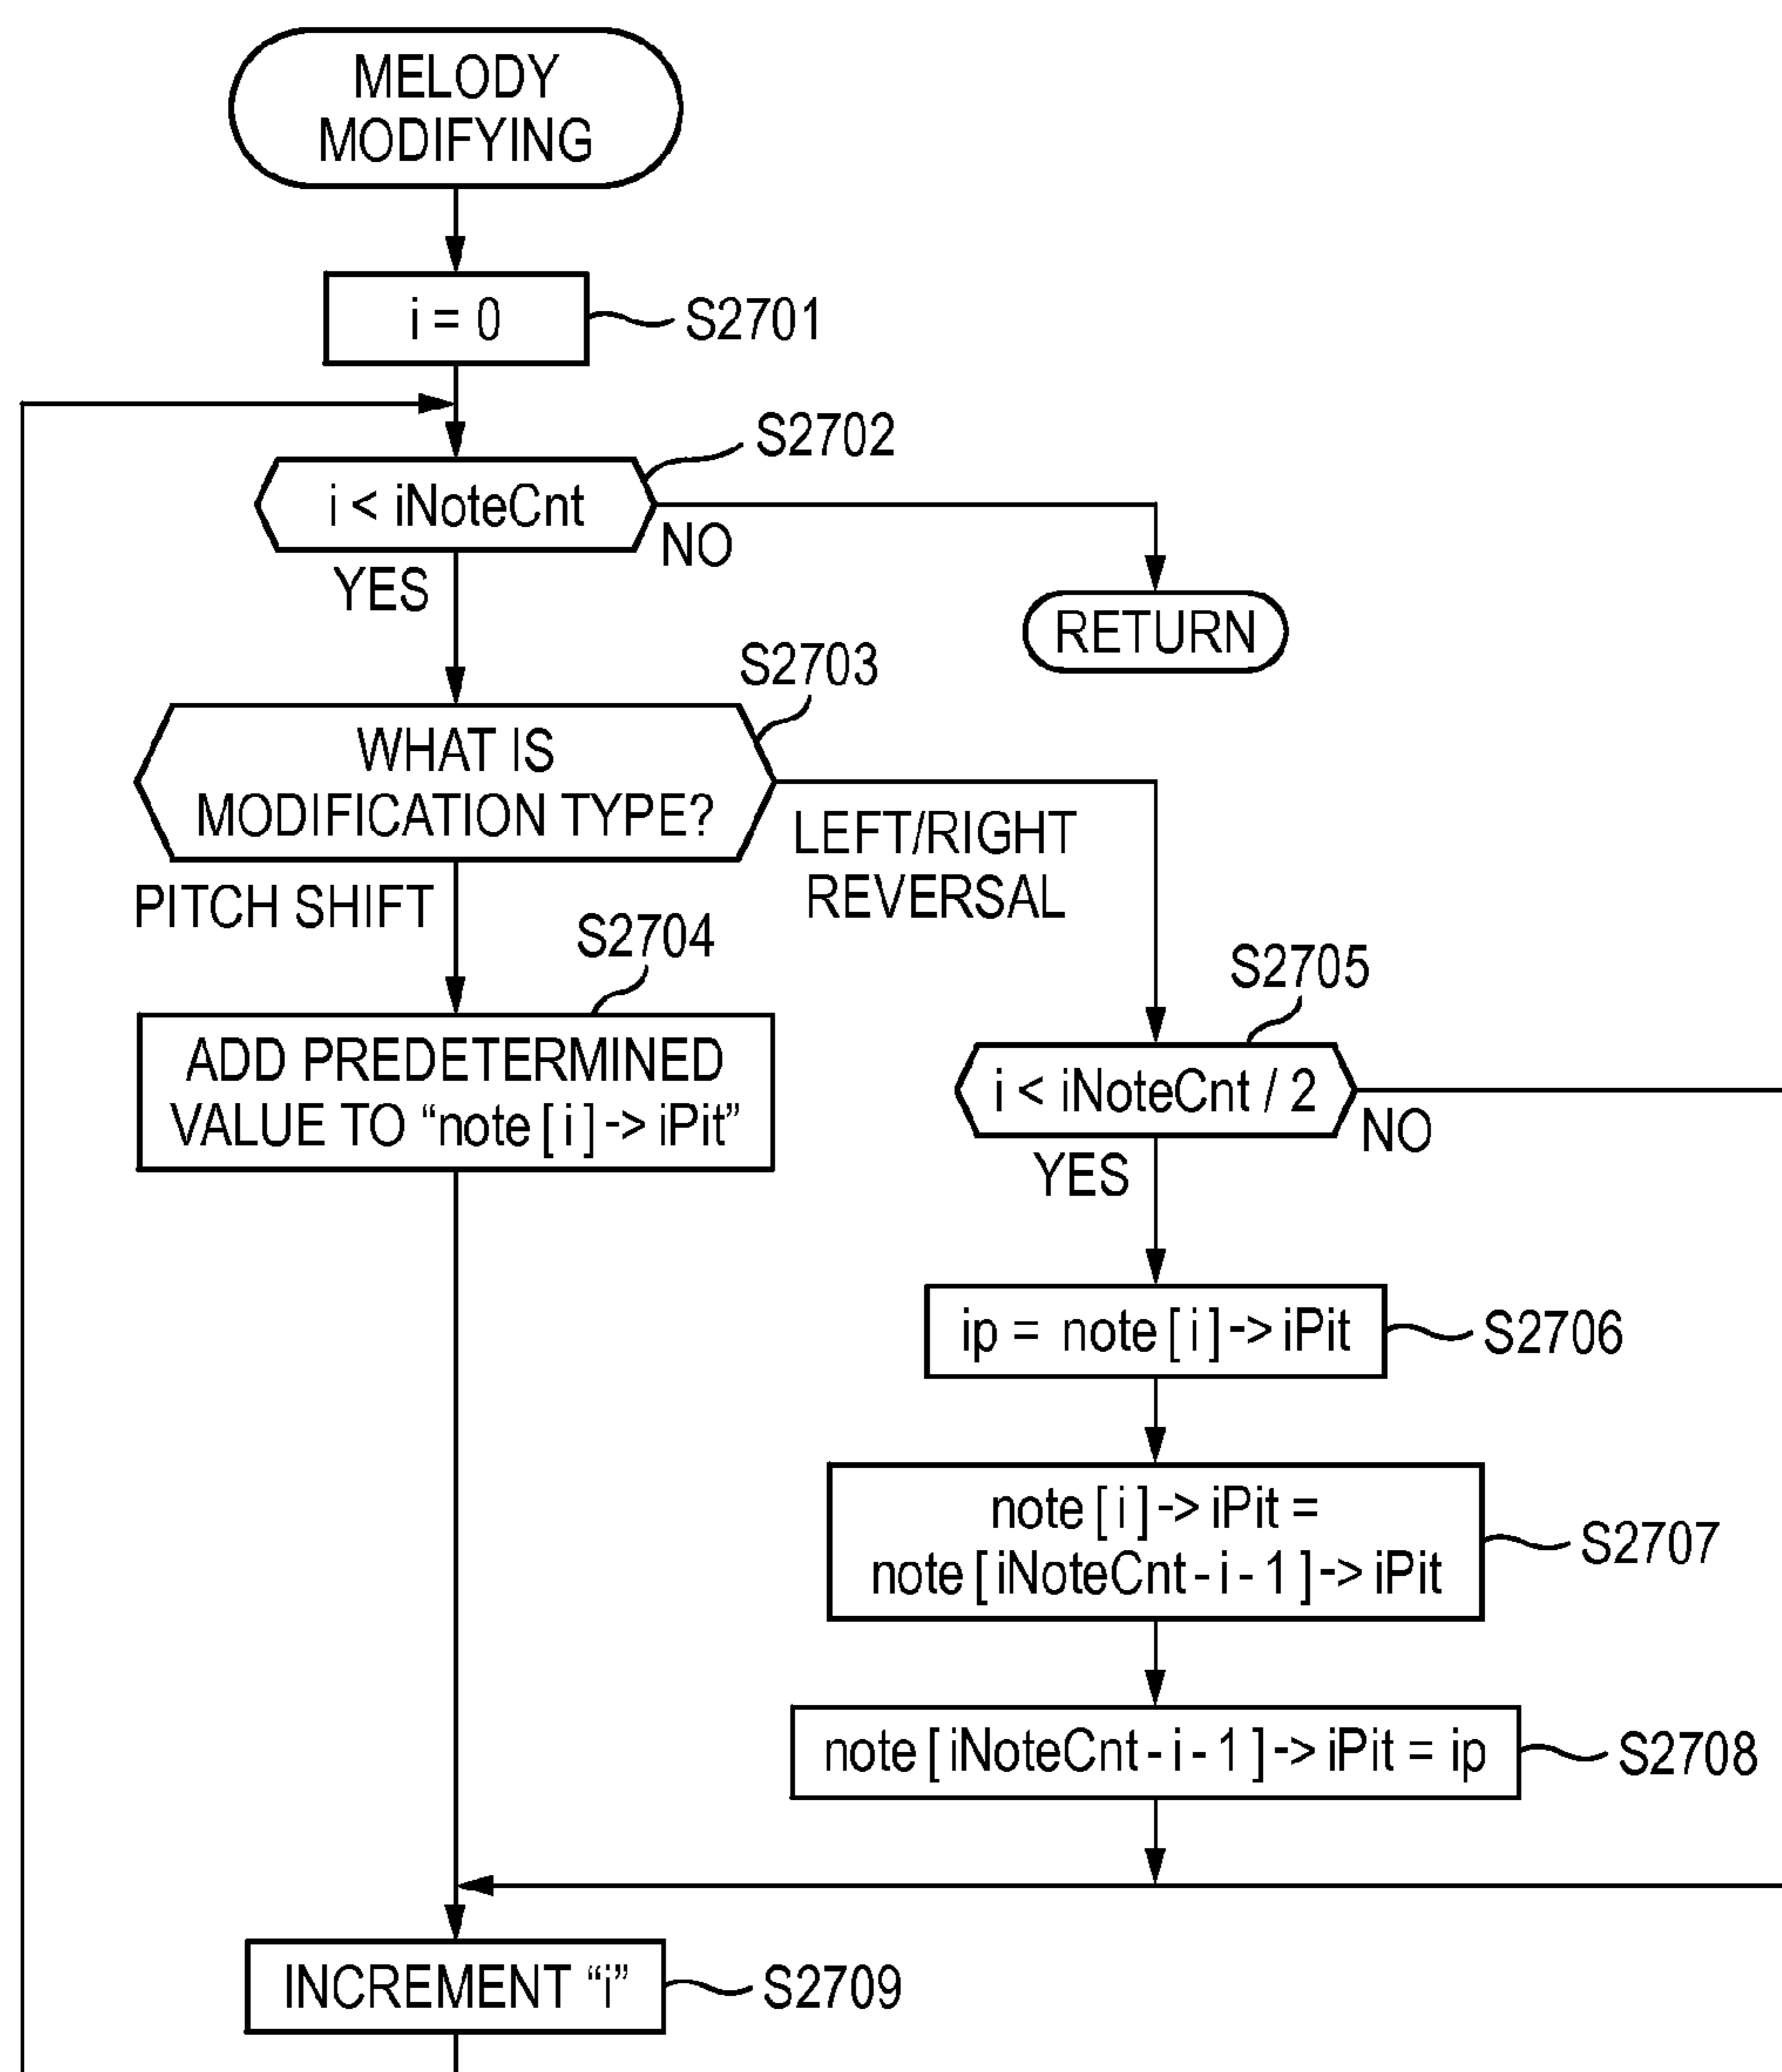 MELODY
MODIFYING
i = 0
S2701
S2702
i < iNoteCnt
NO
YES
RETURN
S2703
WHAT IS
MODIFICATION TYPE?
LEFT/RIGHT
REVERSAL
PITCH SHIFT
S2704
S2705
ADD PREDETERMINED
VALUE TO “note[i]->iPit”
i < iNoteCnt / 2
NO
YES
ip = note[i]->iPit
S2706
note[i]->iPit =
note[iNoteCnt-i-1]->iPit
S2707
note[iNoteCnt-i-1]->iPit = ip
S2708
INCREMENT “i”
S2709